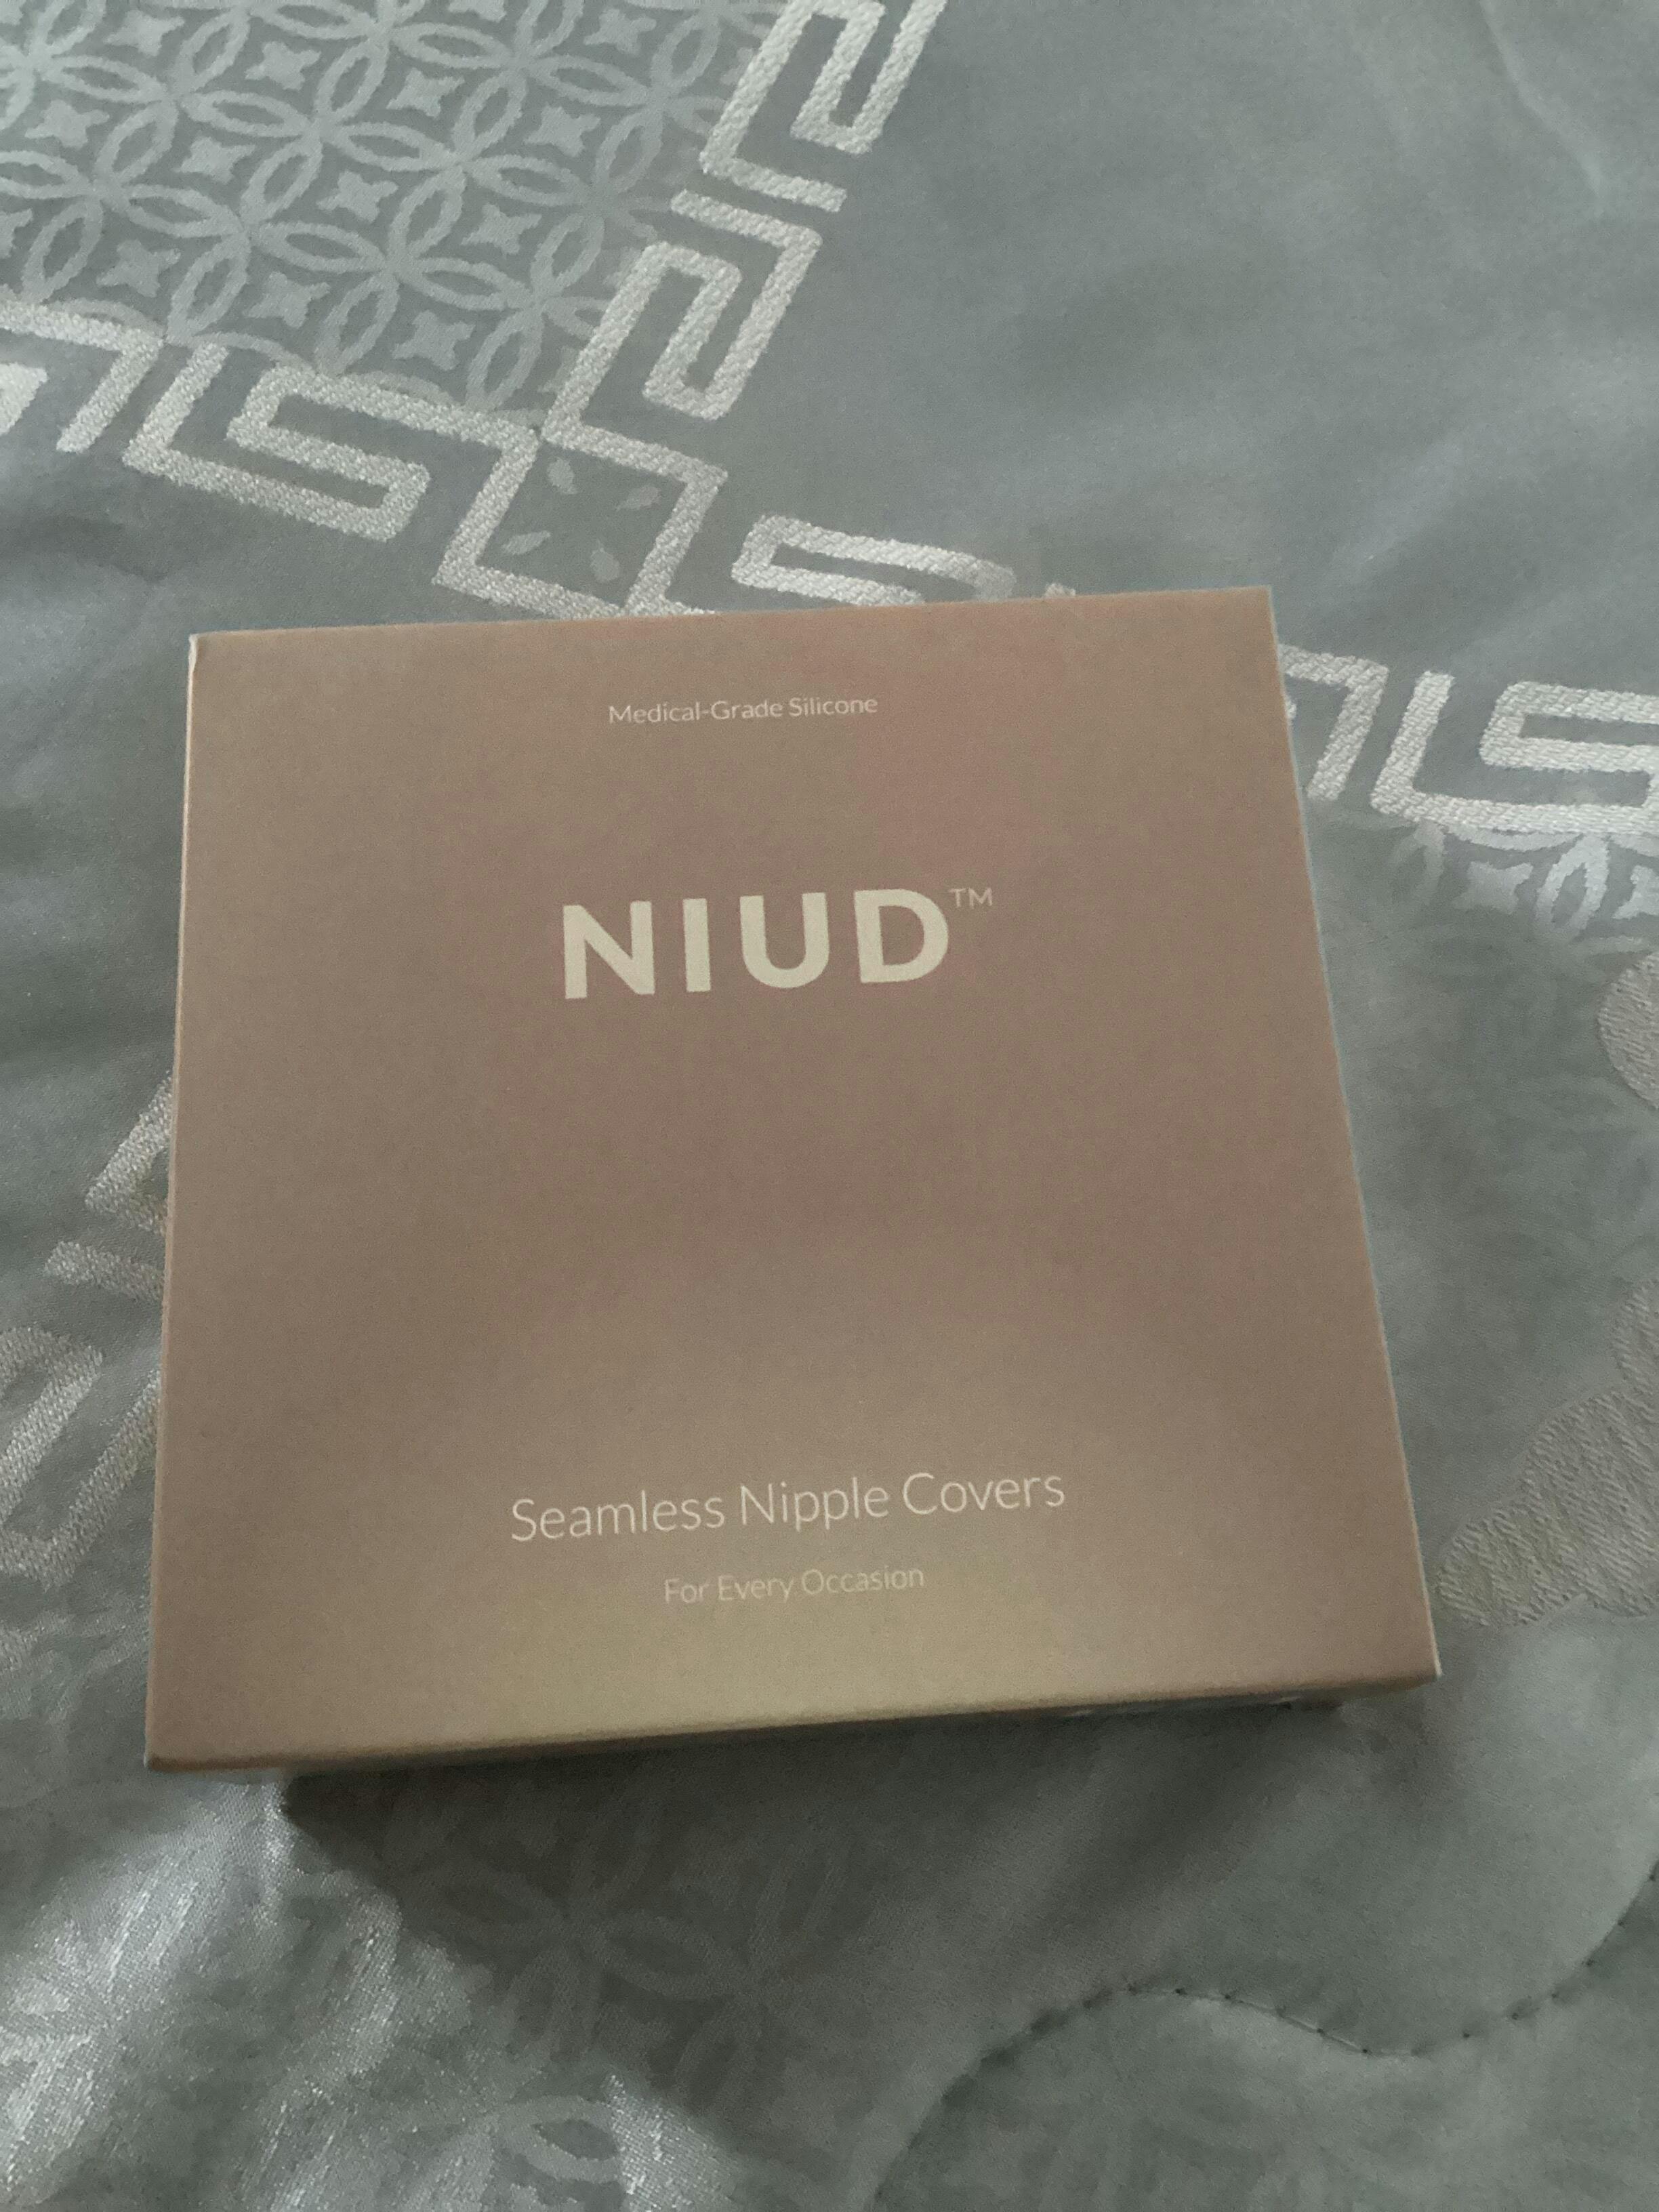 Medical-Grade Silicone
NIUD™
Seamless Nipple Covers
For Every Occasion